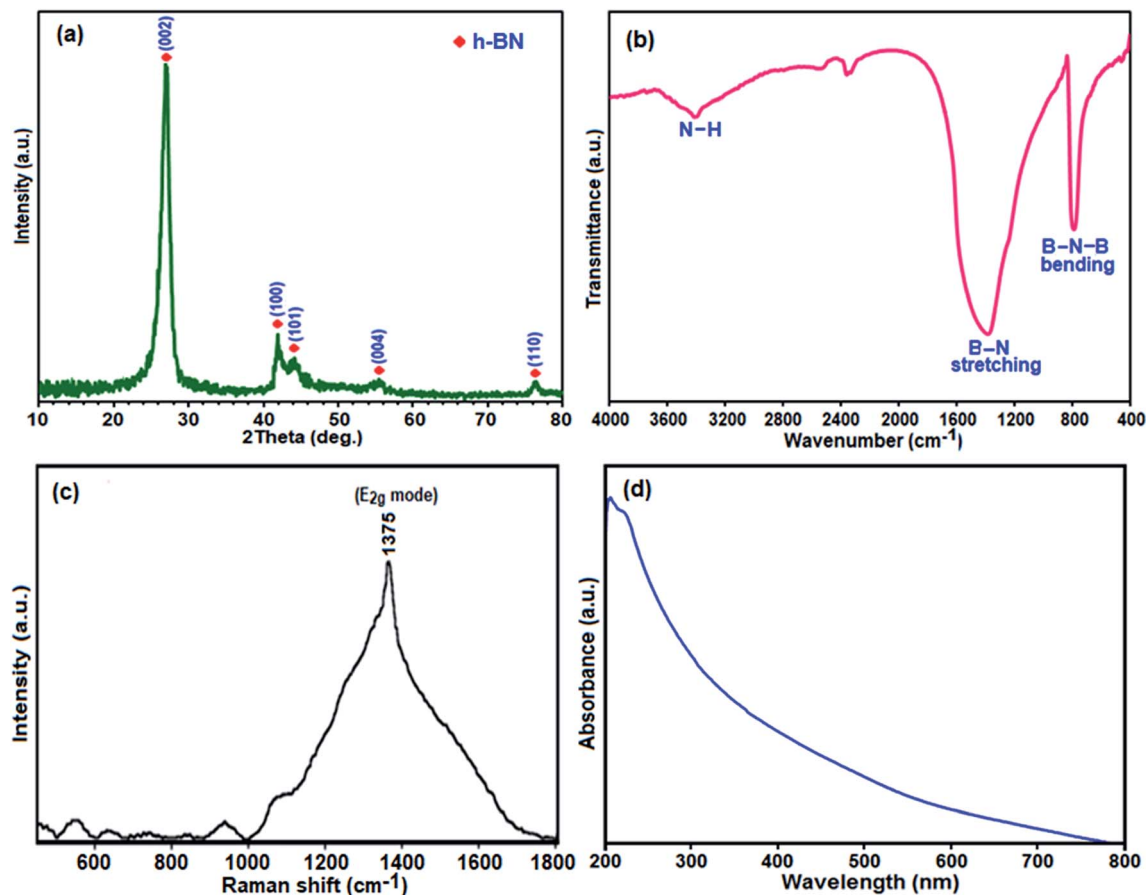 (a)
(002)
h-BN
(100)
(101)
(004)
(110)
Intensity (a.u.)
10 20 30 40 50 60 70 80
2Theta (deg.)
(b)
N–H
B–N–B
bending
B–N
stretching
Transmittance (a.u.)
4000 3600 3200 2800 2400 2000 1600 1200 800 400
Wavenumber (cm⁻¹)
(c)
(E₂g mode)
1375
Intensity (a.u.)
600 800 1000 1200 1400 1600 1800
Raman shift (cm⁻¹)
(d)
Absorbance (a.u.)
200 300 400 500 600 700 800
Wavelength (nm)